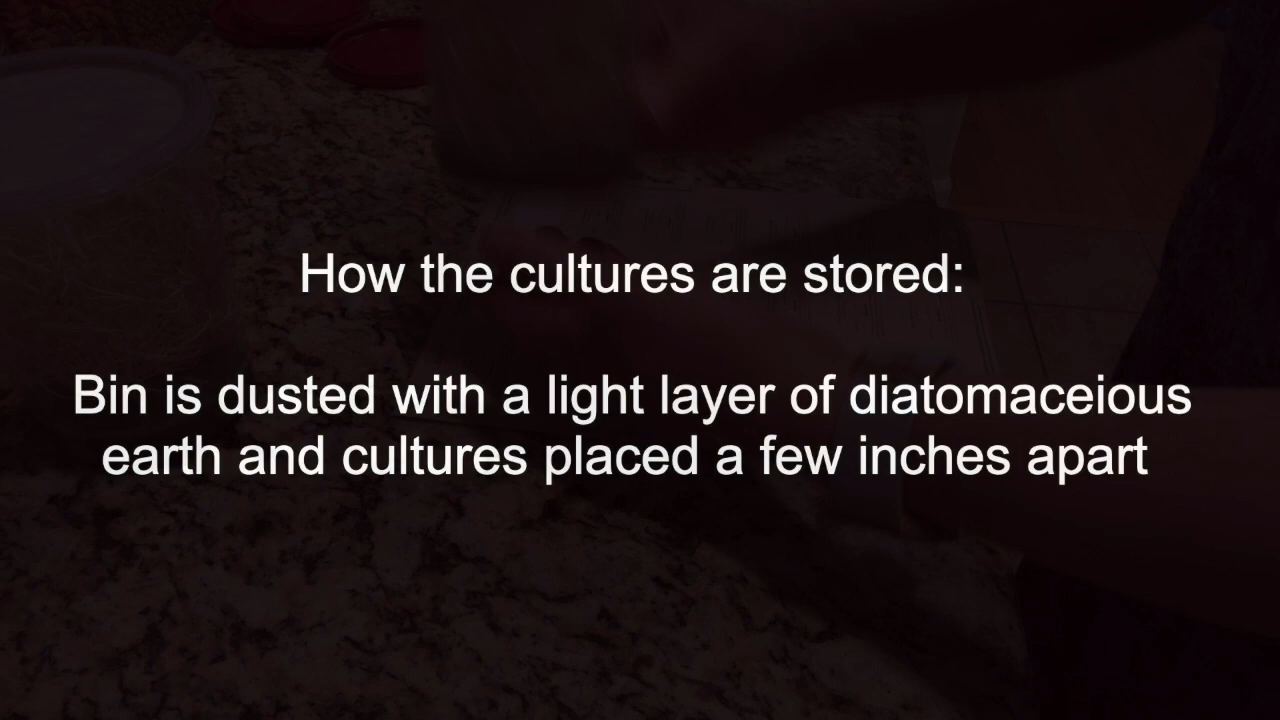 How the cultures are stored:
Bin is dusted with a light layer of diatomaceious
earth and cultures placed a few inches apart